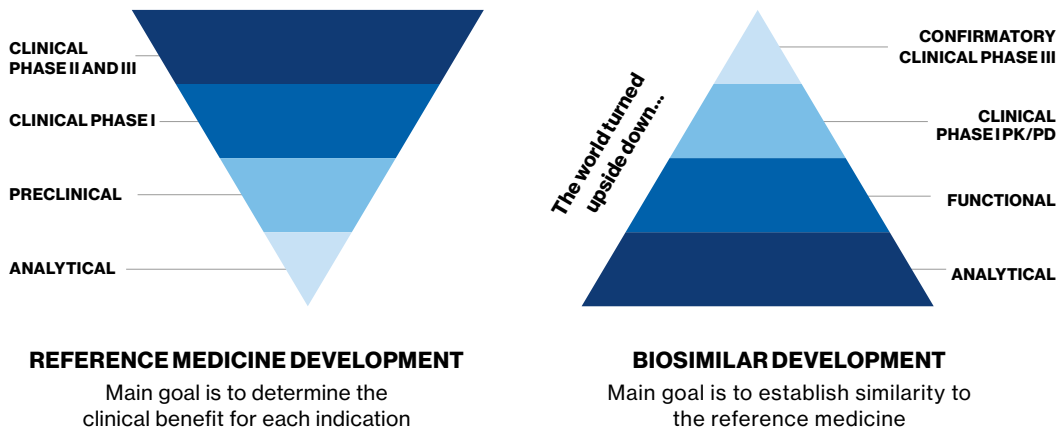 CLINICAL
PHASE II AND III
CLINICAL PHASE I
PRECLINICAL
ANALYTICAL
REFERENCE MEDICINE DEVELOPMENT
Main goal is to determine the
clinical benefit for each indication
The world turned
upside down...
CONFIRMATORY
CLINICAL PHASE III
CLINICAL
PHASE I PK/PD
FUNCTIONAL
ANALYTICAL
BIOSIMILAR DEVELOPMENT
Main goal is to establish similarity to
the reference medicine